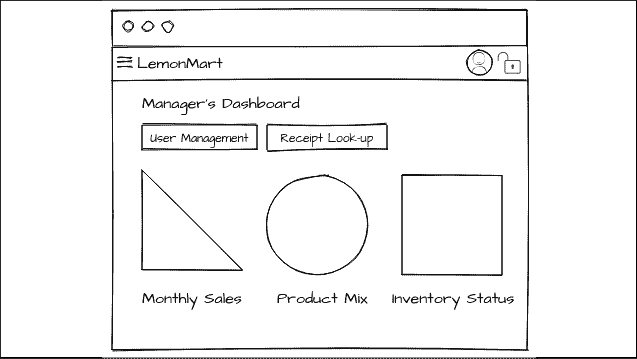 LemonMart
Manager's Dashboard
User Management
Receipt Look-up
Monthly Sales
Product Mix
Inventory Status